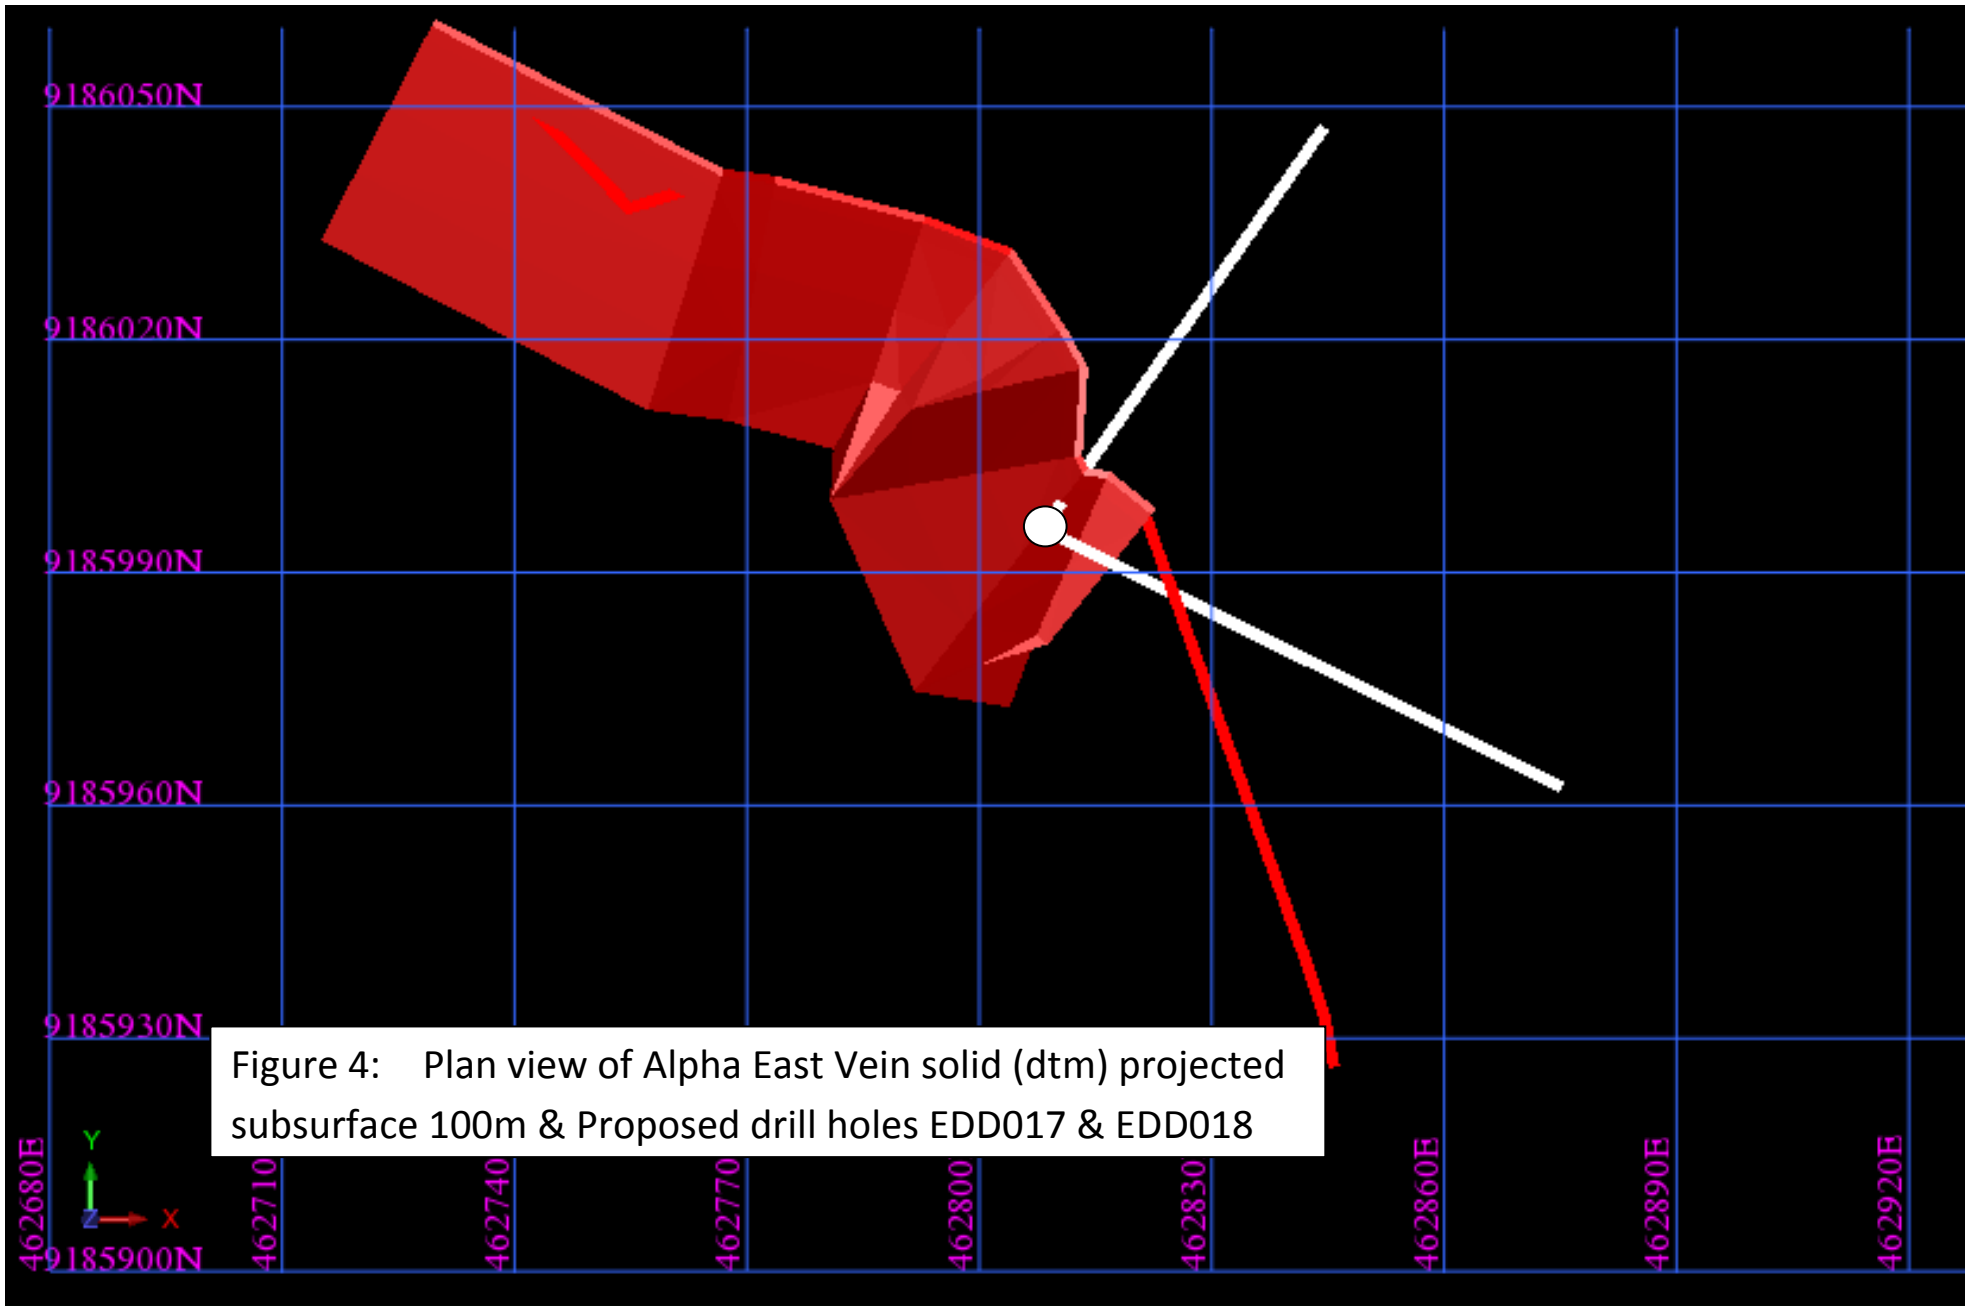 9186050N
9186020N
9185990N
9185960N
9185930N
Figure 4: Plan view of Alpha East Vein solid (dtm) projected
subsurface 100m & Proposed drill holes EDD017 & EDD018
Y
Z
X
9185900N
462680E
462710
462740
462770
462800
462830
462860E
462890E
462920E